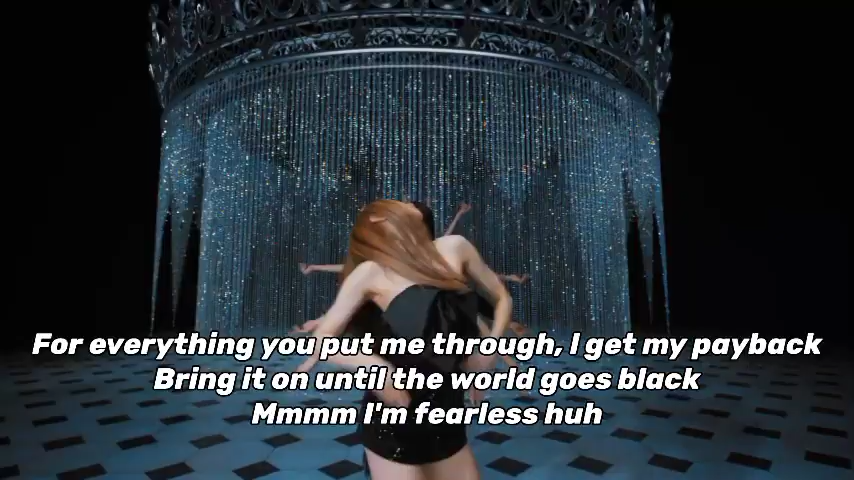 For everything you put me through, I get my payback
Bring it on until the world goes black
Mmmm I'm fearless huh